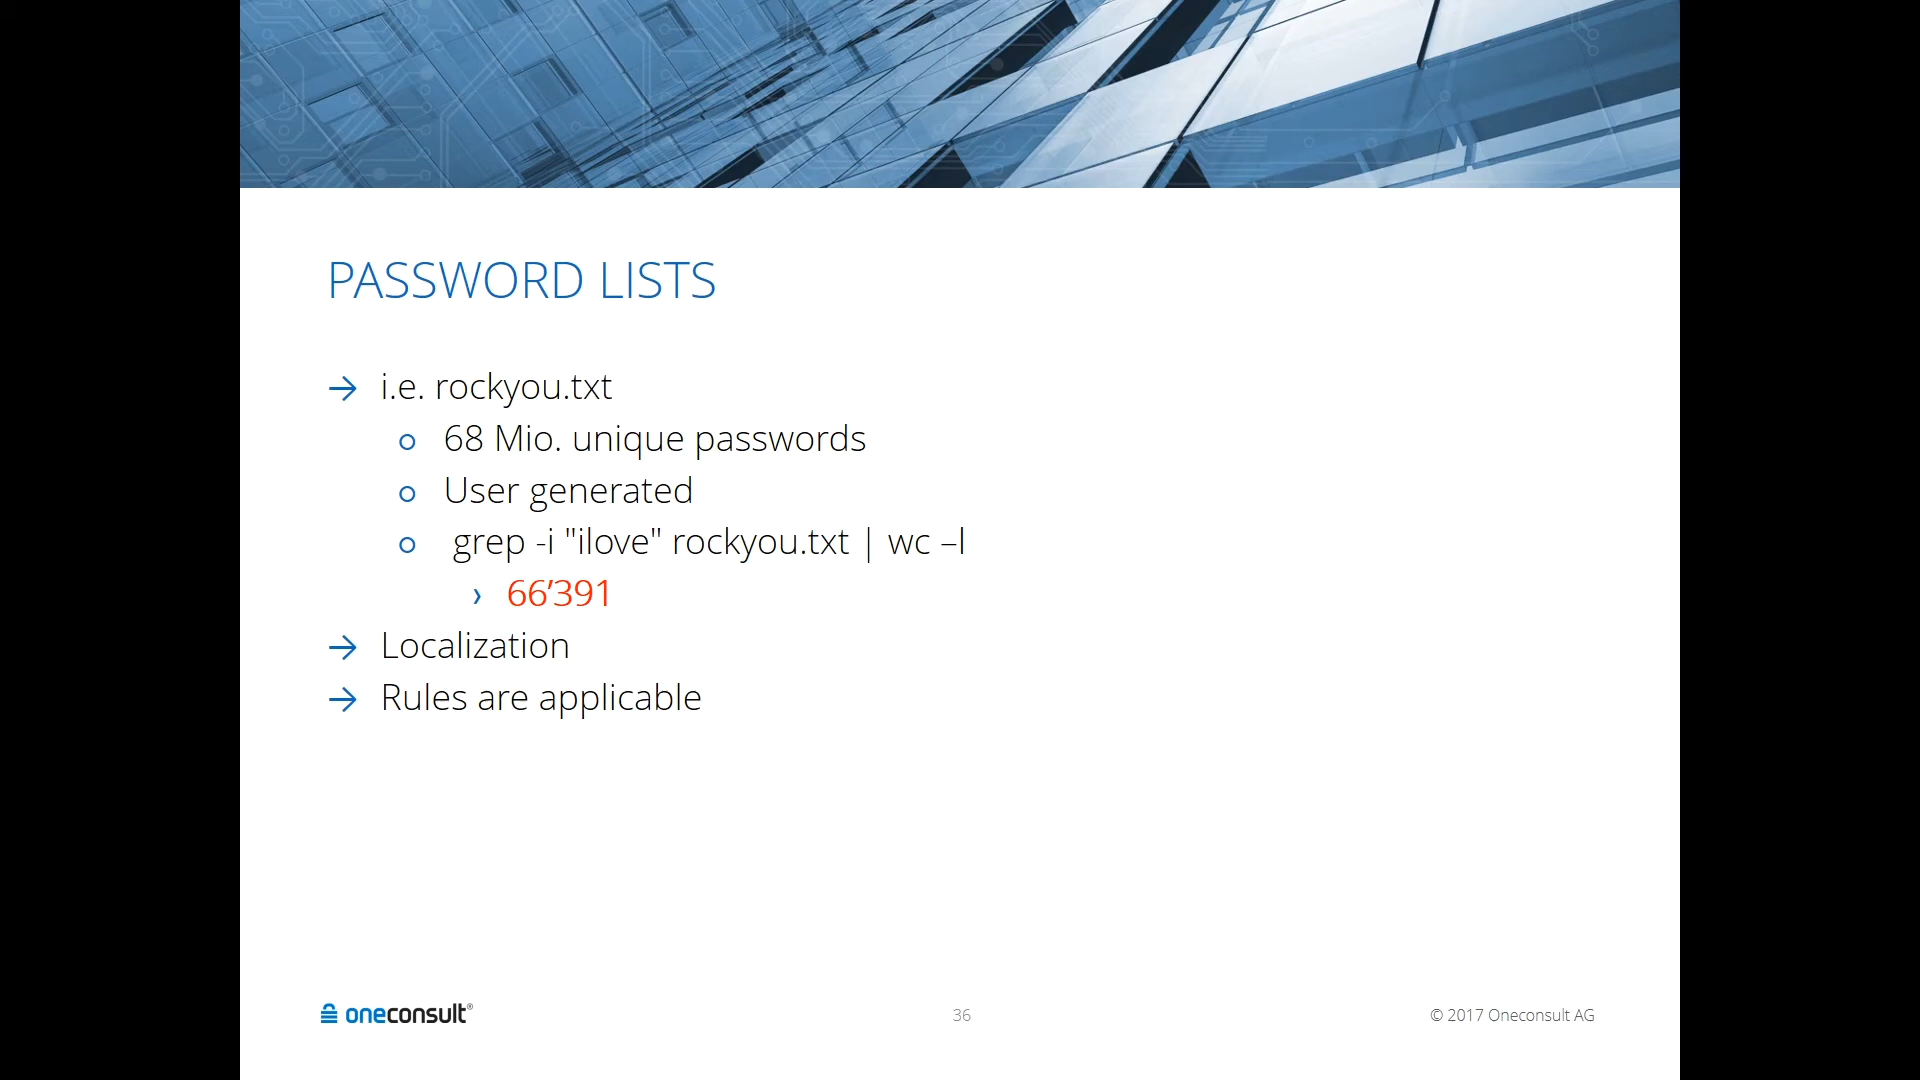 PASSWORD LISTS
→ i.e. rockyou.txt
o 68 Mio. unique passwords
o User generated
o grep -i "ilove" rockyou.txt | wc –l
› 66’391
→ Localization
→ Rules are applicable
oneconsult®
36
© 2017 Oneconsult AG